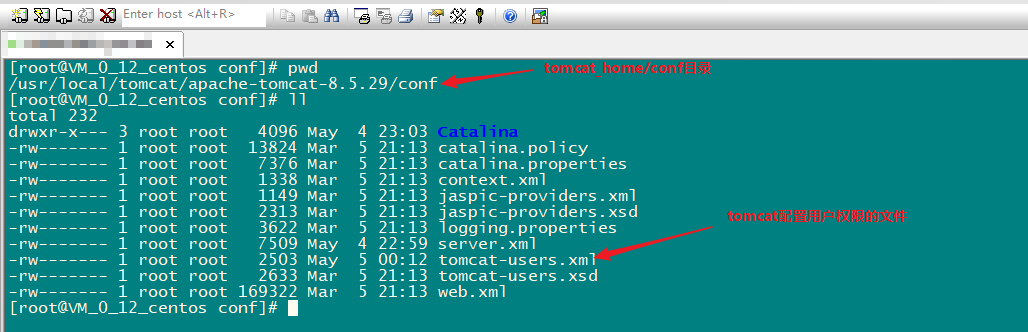 Enter host <Alt+R>
[root@VM_0_12_centos conf]# pwd
tomcat_home/conf目录
/usr/local/tomcat/apache-tomcat-8.5.29/conf
[root@VM_0_12_centos conf]# ll
total 232
drwxr-x--- 3 root root   4096 May  4 23:03 Catalina
-rw------- 1 root root  13824 Mar  5 21:13 catalina.policy
-rw------- 1 root root   7376 Mar  5 21:13 catalina.properties
-rw------- 1 root root   1338 Mar  5 21:13 context.xml
-rw------- 1 root root   1149 Mar  5 21:13 jaspic-providers.xml
-rw------- 1 root root   2313 Mar  5 21:13 jaspic-providers.xsd
tomcat配置用户权限的文件
-rw------- 1 root root   3622 Mar  5 21:13 logging.properties
-rw------- 1 root root   7509 May  4 22:59 server.xml
-rw------- 1 root root   2503 May  5 00:12 tomcat-users.xml
-rw------- 1 root root   2633 Mar  5 21:13 tomcat-users.xsd
-rw------- 1 root root 169322 Mar  5 21:13 web.xml
[root@VM_0_12_centos conf]#